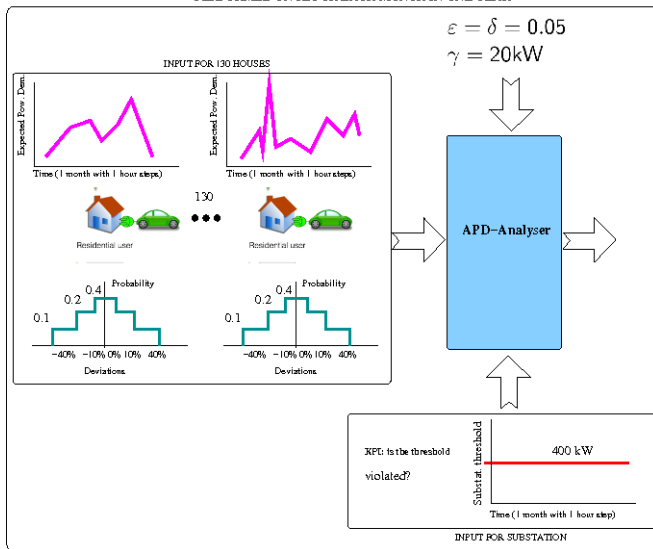 ε = δ = 0.05
γ = 20kW
INPUT FOR 130 HOUSES
Expected Pow. Dem.
Expected Pow. Dem.
Time (1 month with 1 hour steps)
Time (1 month with 1 hour steps)
130
Residential user
Residential user
Probability
Probability
0.4
0.2
0.1
0.4
0.2
0.1
-40% -10% 0% 10% 40%
-40% -10% 0% 10% 40%
Deviations
Deviations
APD-Analyser
KPI: is the threshold
violated?
Substat. threshold
400 kW
Time (1 month with 1 hour step)
INPUT FOR SUBSTATION